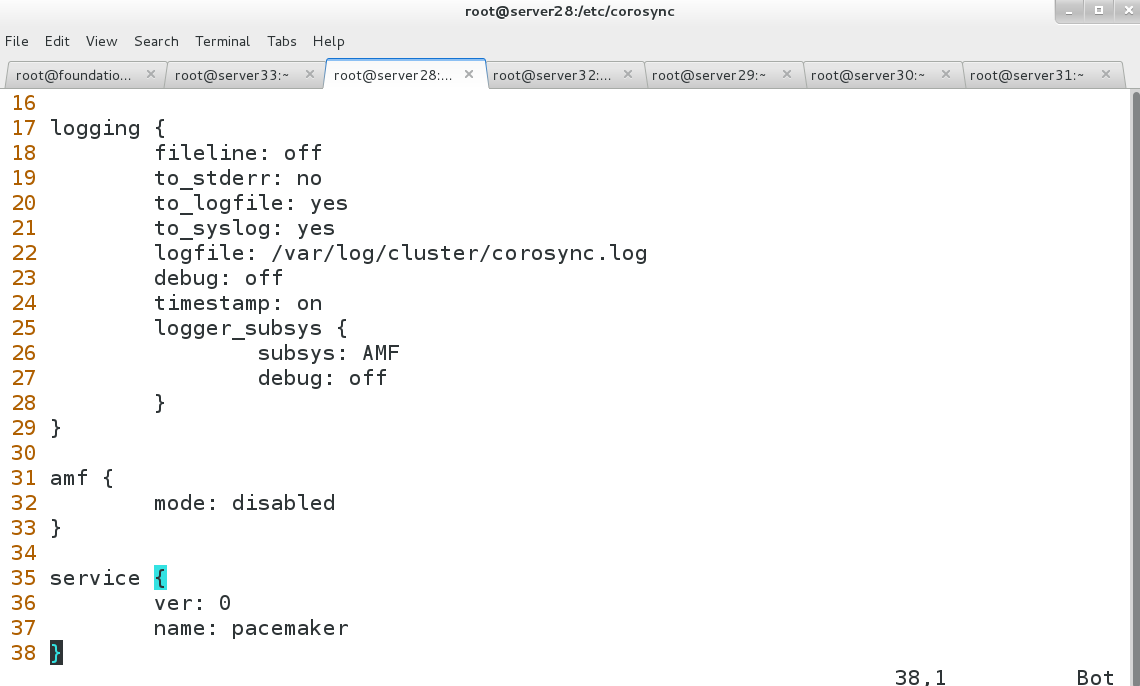 root@server28:/etc/corosync
File Edit View Search Terminal Tabs Help
root@foundatio... root@server33:~ root@server28:... root@server32:... root@server29:~ root@server30:~ root@server31:~
16
17 logging {
18         fileline: off
19         to_stderr: no
20         to_logfile: yes
21         to_syslog: yes
22         logfile: /var/log/cluster/corosync.log
23         debug: off
24         timestamp: on
25         logger_subsys {
26                 subsys: AMF
27                 debug: off
28         }
29 }
30
31 amf {
32         mode: disabled
33 }
34
35 service {
36         ver: 0
37         name: pacemaker
38 }
38,1 Bot